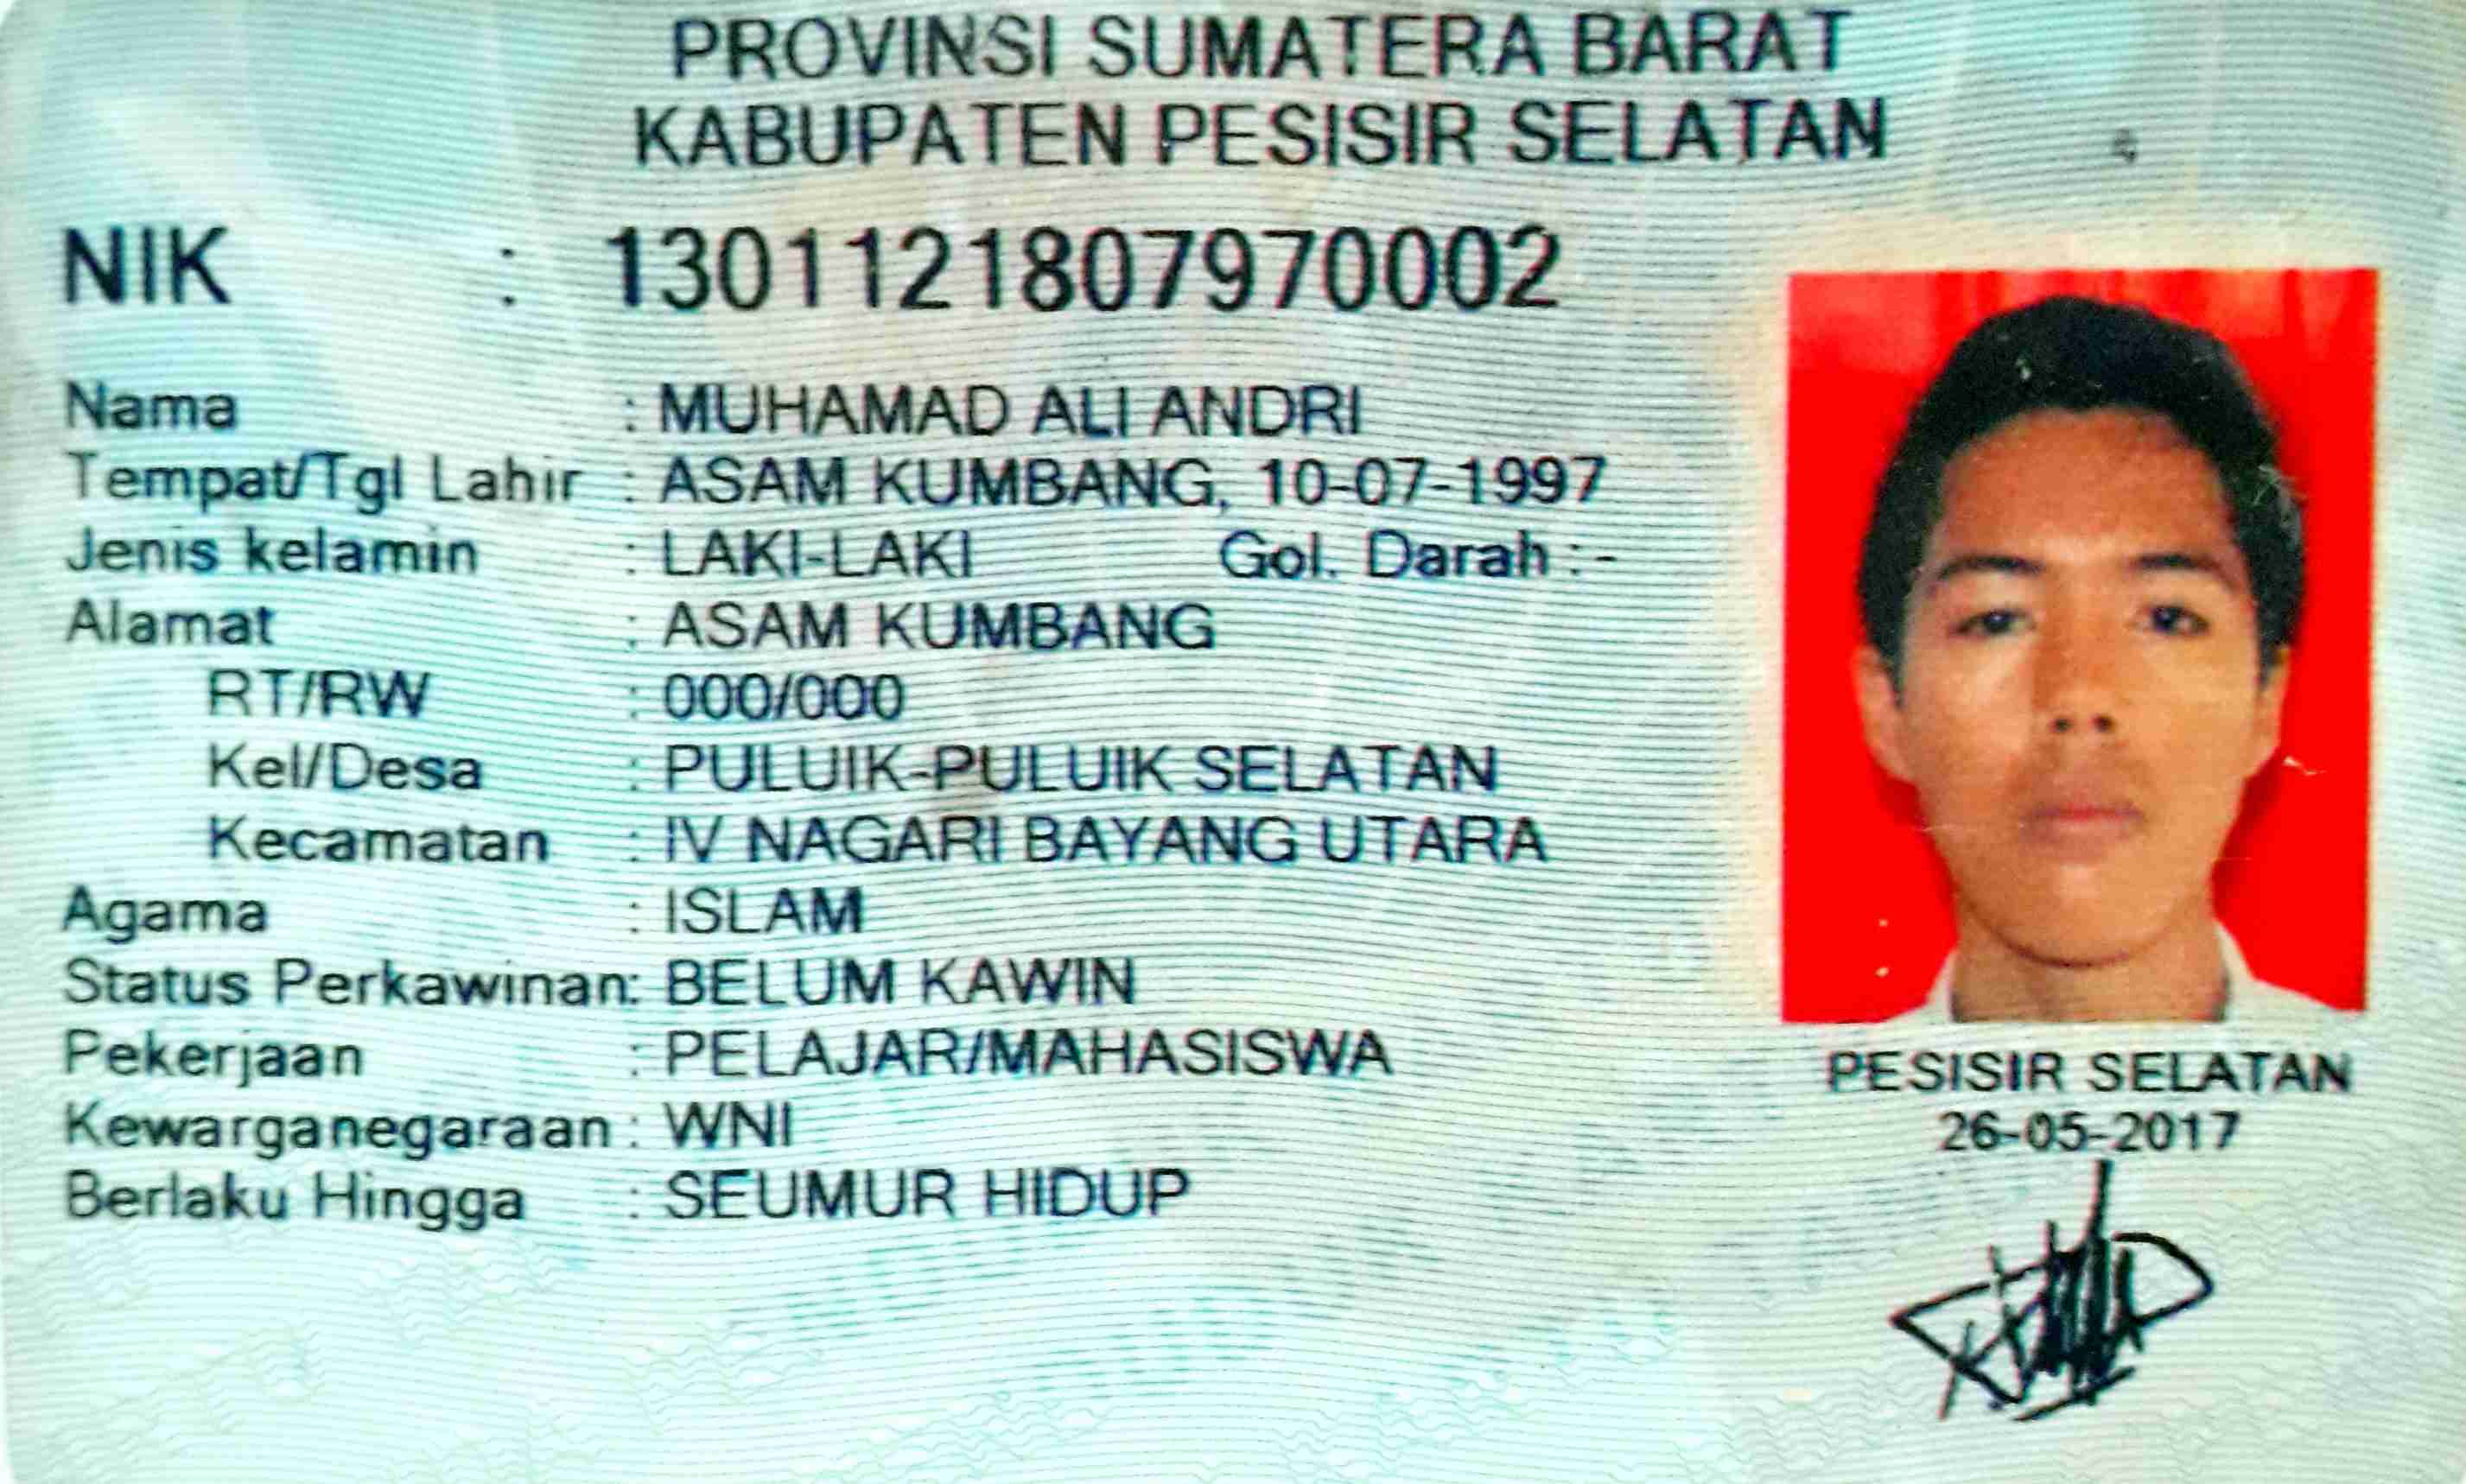 PROVINSI SUMATERA BARAT
KABUPATEN PESISIR SELATAN
NIK : 1301121807970002
Nama : MUHAMAD ALI ANDRI
Tempat/Tgl Lahir : ASAM KUMBANG, 10-07-1997
Jenis kelamin : LAKI-LAKI Gol. Darah : -
Alamat : ASAM KUMBANG
RT/RW : 000/000
Kel/Desa : PULUIK-PULUIK SELATAN
Kecamatan : IV NAGARI BAYANG UTARA
Agama : ISLAM
Status Perkawinan: BELUM KAWIN
Pekerjaan : PELAJAR/MAHASISWA
Kewarganegaraan : WNI
Berlaku Hingga : SEUMUR HIDUP
PESISIR SELATAN
26-05-2017